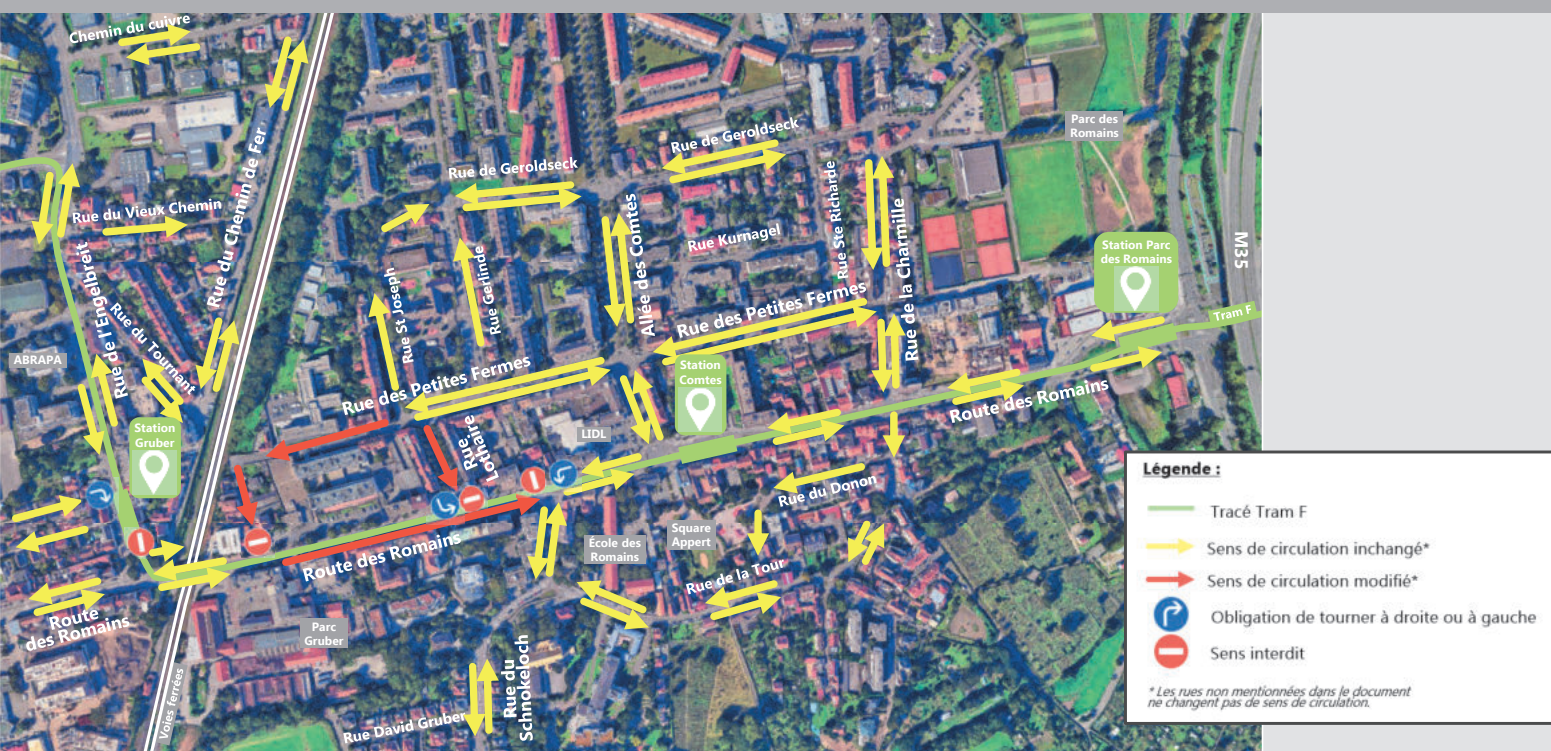 Chemin du cuivre
Rue du Chemin de Fer
Rue du Vieux Chemin
Rue de l'Engelbreit
Rue du Tournant
ABRAPA
Station
Gruber
Route
des Romains
Voies ferrées
Parc
Gruber
Rue David Gruber
Rue du
Schnokeloch
Route des Romains
Rue Lothaire
LIDL
Rue des Petites Fermes
Rue St Joseph
Rue Gerlinde
Rue de Geroldseck
Rue de Geroldseck
Allée des Comtes
Rue Kurnagel
Rue Ste Richarde
Rue de la Charmille
Rue des Petites Fermes
Station
Comtes
Parc des
Romains
Station Parc
des Romains
M35
Tram F
Route des Romains
Rue du Donon
Square
Appert
École des
Romains
Rue de la Tour
Légende :
Tracé Tram F
Sens de circulation inchangé*
Sens de circulation modifié*
Obligation de tourner à droite ou à gauche
Sens interdit
* Les rues non mentionnées dans le document
ne changent pas de sens de circulation.